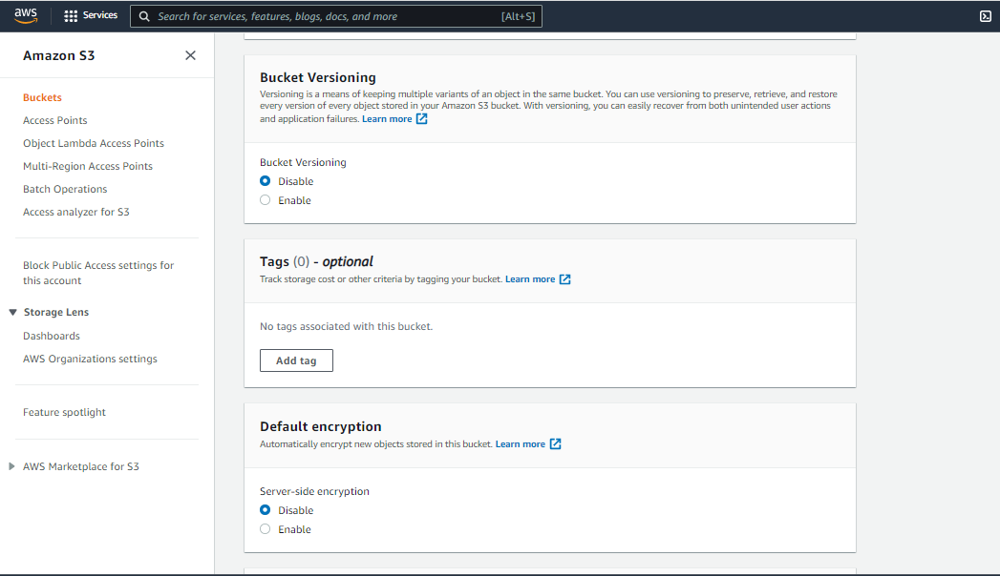 aws
Services
Search for services, features, blogs, docs, and more
[Alt+S]
Amazon S3
Buckets
Access Points
Object Lambda Access Points
Multi-Region Access Points
Batch Operations
Access analyzer for S3
Block Public Access settings for
this account
Storage Lens
Dashboards
AWS Organizations settings
Feature spotlight
AWS Marketplace for S3
Bucket Versioning
Versioning is a means of keeping multiple variants of an object in the same bucket. You can use versioning to preserve, retrieve, and restore
every version of every object stored in your Amazon S3 bucket. With versioning, you can easily recover from both unintended user actions
and application failures. Learn more
Bucket Versioning
Disable
Enable
Tags (0) - optional
Track storage cost or other criteria by tagging your bucket. Learn more
No tags associated with this bucket.
Add tag
Default encryption
Automatically encrypt new objects stored in this bucket. Learn more
Server-side encryption
Disable
Enable